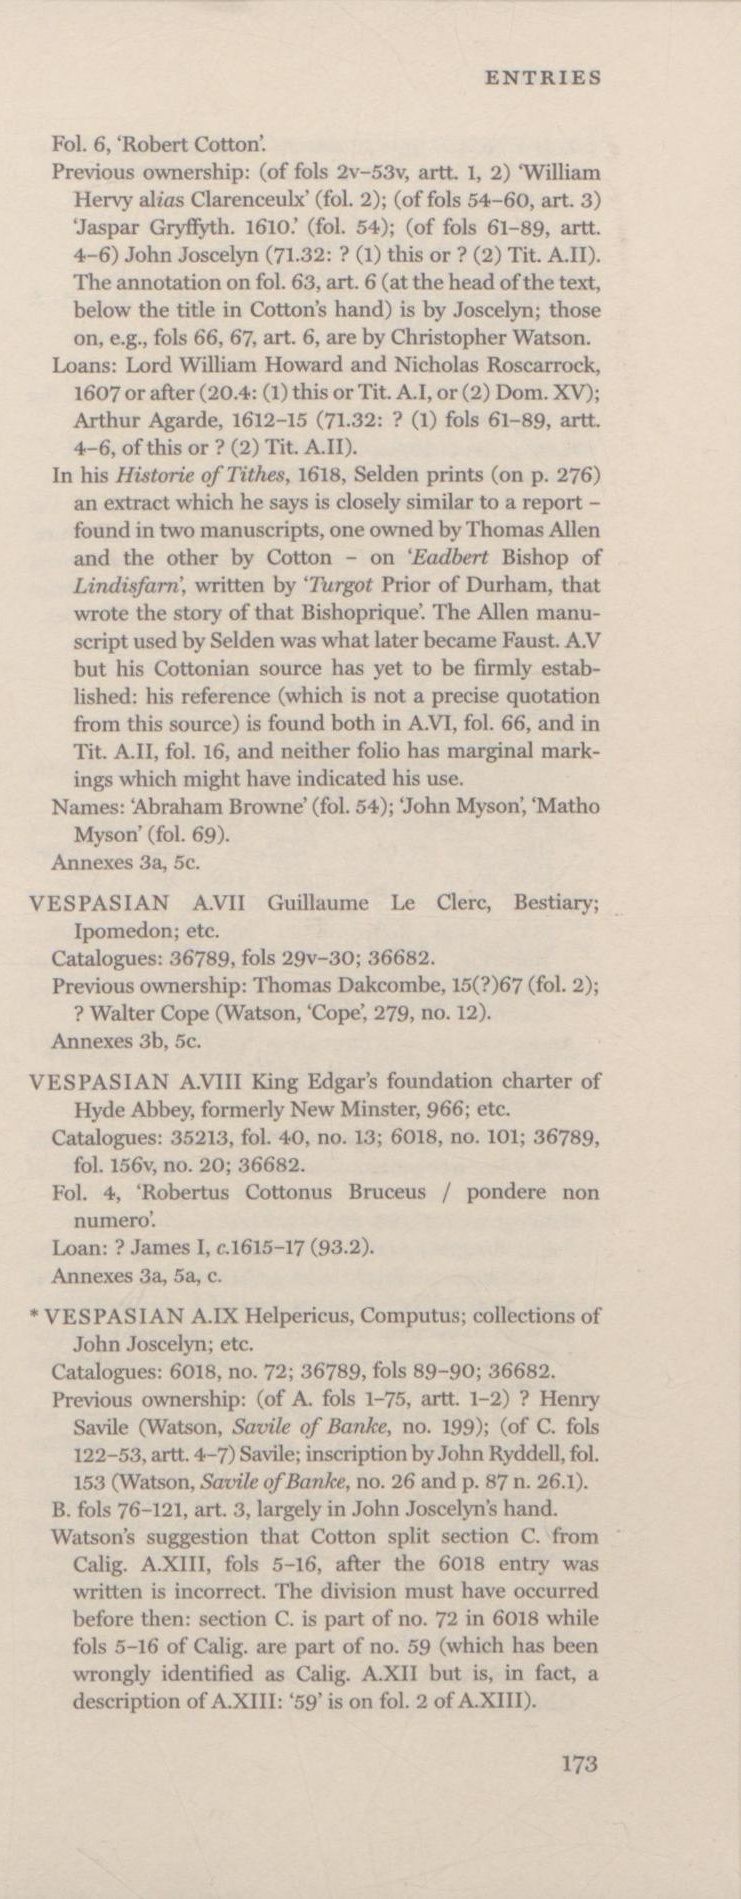 ENTRIES
Fol. 6, ‘Robert Cotton’.
Previous ownership: (of fols 2v–53v, artt. 1, 2) ‘William
Hervy alias Clarenceulx’ (fol. 2); (of fols 54–60, art. 3)
‘Jaspar Gryffyth. 1610.’ (fol. 54); (of fols 61–89, artt.
4–6) John Joscelyn (71.32: ? (1) this or ? (2) Tit. A.II).
The annotation on fol. 63, art. 6 (at the head of the text,
below the title in Cotton’s hand) is by Joscelyn; those
on, e.g., fols 66, 67, art. 6, are by Christopher Watson.
Loans: Lord William Howard and Nicholas Roscarrock,
1607 or after (20.4: (1) this or Tit. A.I, or (2) Dom. XV);
Arthur Agarde, 1612–15 (71.32: ? (1) fols 61–89, artt.
4–6, of this or ? (2) Tit. A.II).
In his Historie of Tithes, 1618, Selden prints (on p. 276)
an extract which he says is closely similar to a report –
found in two manuscripts, one owned by Thomas Allen
and the other by Cotton – on ‘Eadbert Bishop of
Lindisfarn’, written by ‘Turgot Prior of Durham, that
wrote the story of that Bishoprique’. The Allen manu-
script used by Selden was what later became Faust. A.V
but his Cottonian source has yet to be firmly estab-
lished: his reference (which is not a precise quotation
from this source) is found both in A.VI, fol. 66, and in
Tit. A.II, fol. 16, and neither folio has marginal mark-
ings which might have indicated his use.
Names: ‘Abraham Browne’ (fol. 54); ‘John Myson’, ‘Matho
Myson’ (fol. 69).
Annexes 3a, 5c.
VESPASIAN A.VII Guillaume Le Clerc, Bestiary;
Ipomedon; etc.
Catalogues: 36789, fols 29v–30; 36682.
Previous ownership: Thomas Dakcombe, 15(?)67 (fol. 2);
? Walter Cope (Watson, ‘Cope’, 279, no. 12).
Annexes 3b, 5c.
VESPASIAN A.VIII King Edgar’s foundation charter of
Hyde Abbey, formerly New Minster, 966; etc.
Catalogues: 35213, fol. 40, no. 13; 6018, no. 101; 36789,
fol. 156v, no. 20; 36682.
Fol. 4, ‘Robertus Cottonus Bruceus / pondere non
numero’.
Loan: ? James I, c.1615–17 (93.2).
Annexes 3a, 5a, c.
* VESPASIAN A.IX Helpericus, Computus; collections of
John Joscelyn; etc.
Catalogues: 6018, no. 72; 36789, fols 89–90; 36682.
Previous ownership: (of A. fols 1–75, artt. 1–2) ? Henry
Savile (Watson, Savile of Banke, no. 199); (of C. fols
122–53, artt. 4–7) Savile; inscription by John Ryddell, fol.
153 (Watson, Savile of Banke, no. 26 and p. 87 n. 26.1).
B. fols 76–121, art. 3, largely in John Joscelyn’s hand.
Watson’s suggestion that Cotton split section C. from
Calig. A.XIII, fols 5–16, after the 6018 entry was
written is incorrect. The division must have occurred
before then: section C. is part of no. 72 in 6018 while
fols 5–16 of Calig. are part of no. 59 (which has been
wrongly identified as Calig. A.XII but is, in fact, a
description of A.XIII: ‘59’ is on fol. 2 of A.XIII).
173